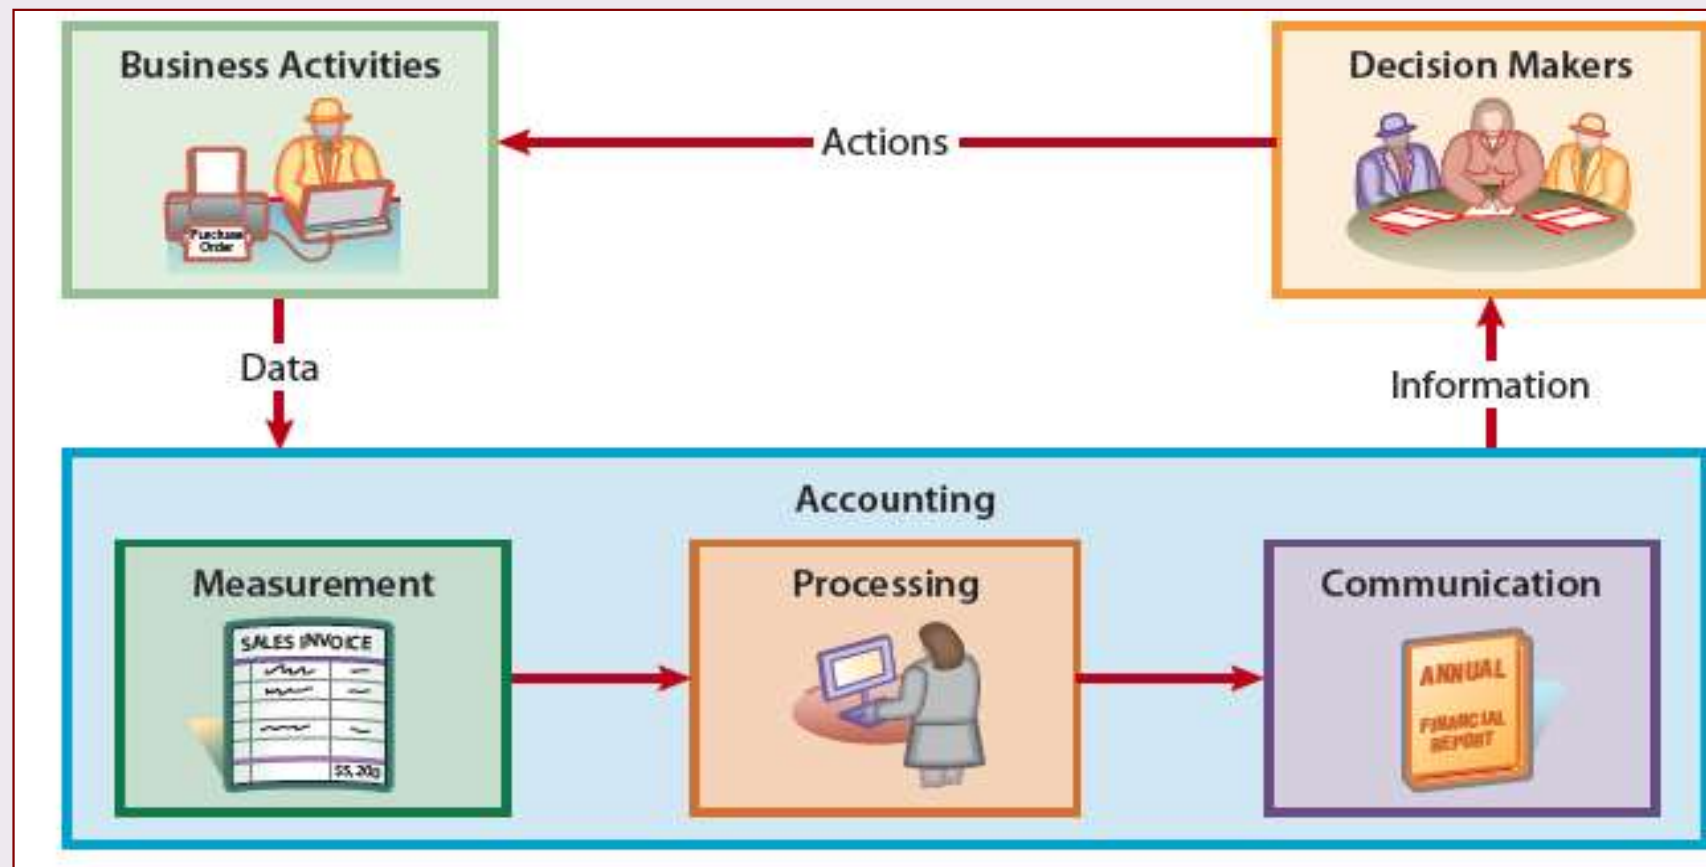 Business Activities
Decision Makers
Actions
Purchase
Order
Data
Information
Accounting
Measurement
Processing
Communication
SALES INVOICE
ANNUAL
FINANCIAL
REPORT